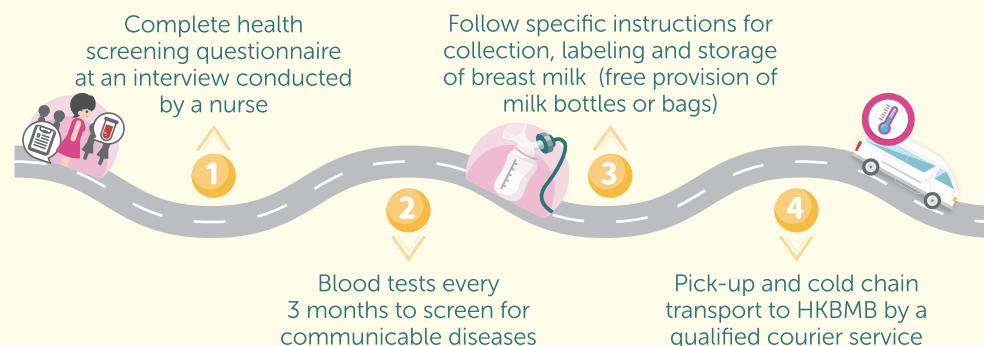 Complete health
screening questionnaire
at an interview conducted
by a nurse
1
Blood tests every
3 months to screen for
communicable diseases
2
Follow specific instructions for
collection, labeling and storage
of breast milk (free provision of
milk bottles or bags)
3
Pick-up and cold chain
transport to HKBMB by a
qualified courier service
4